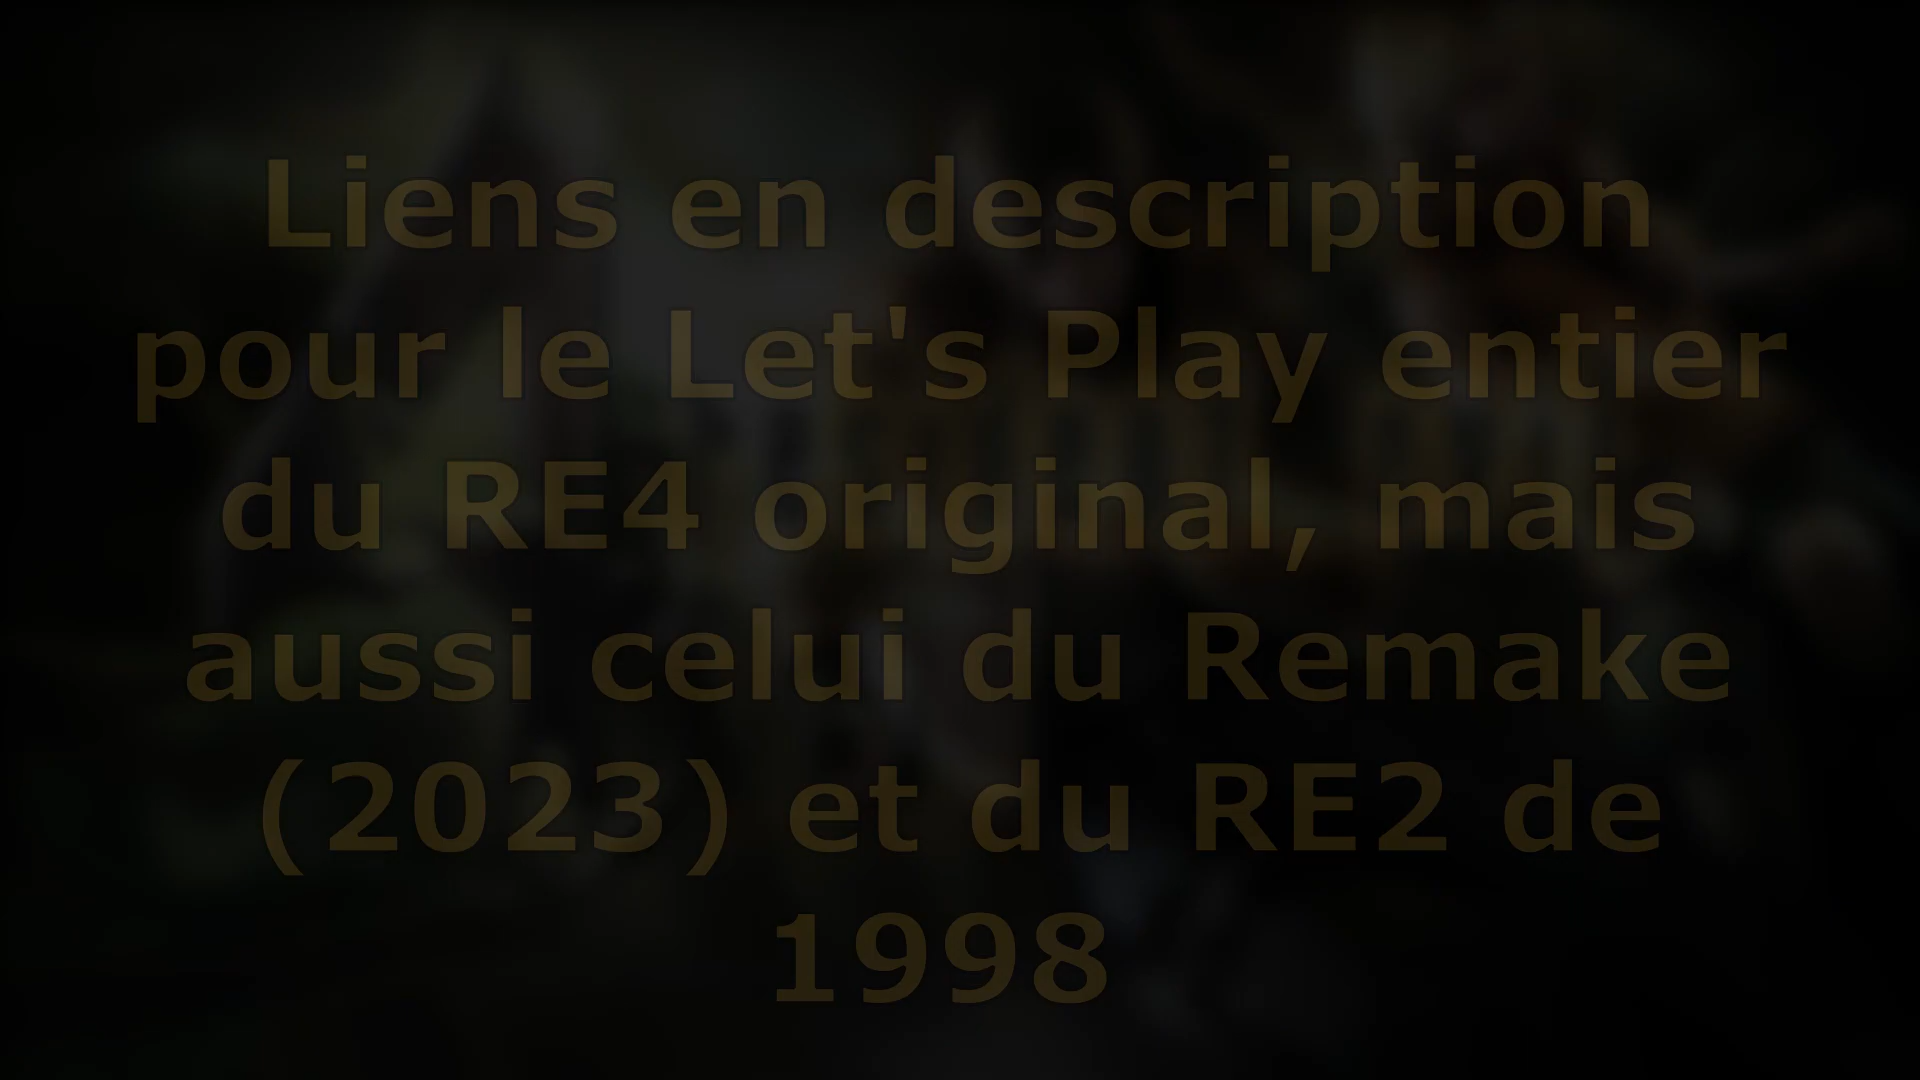 Liens en description
pour le Let's Play entier
du RE4 original, mais
aussi celui du Remake
(2023) et du RE2 de
1998